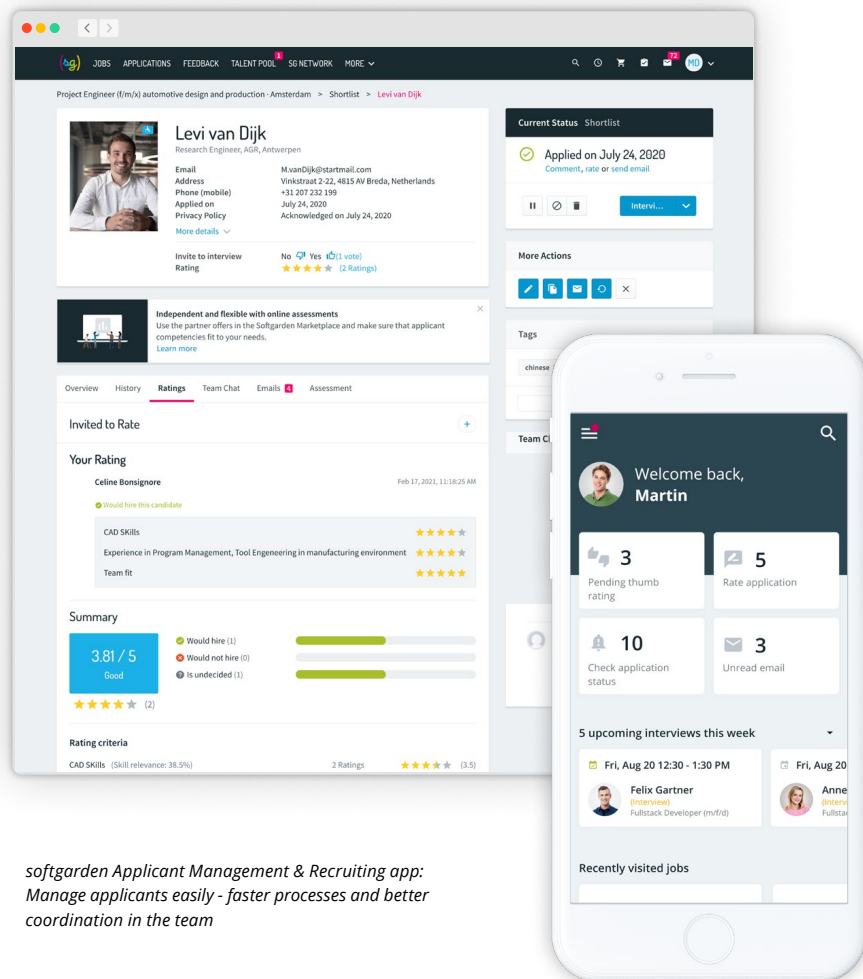 (sg) JOBS APPLICATIONS FEEDBACK TALENT POOL 1 SG NETWORK MORE 72 MD
Project Engineer (f/m/x) automotive design and production · Amsterdam > Shortlist > Levi van Dijk
Levi van Dijk
Research Engineer, AGR, Antwerpen
Email M.vanDijk@startmail.com
Address Vinkstraat 2-22, 4815 AV Breda, Netherlands
Phone (mobile) +31 207 232 199
Applied on July 24, 2020
Privacy Policy Acknowledged on July 24, 2020
More details
Invite to interview No Yes (1 vote)
Rating (2 Ratings)
Current Status Shortlist
Applied on July 24, 2020
Comment, rate or send email
Intervi...
More Actions
Tags
chinese
Team C
Independent and flexible with online assessments
Use the partner offers in the Softgarden Marketplace and make sure that applicant
competencies fit to your needs.
Learn more
Overview History Ratings Team Chat Emails 4 Assessment
Invited to Rate
Your Rating
Celine Bonsignore Feb 17, 2021, 11:18:25 AM
Would hire this candidate
CAD SKills
Experience in Program Management, Tool Engeneering in manufacturing environment
Team fit
Summary
3.81 / 5
Good
(2)
Would hire (1)
Would not hire (0)
Is undecided (1)
Rating criteria
CAD SKills (Skill relevance: 38.5%) 2 Ratings (3.5)
Welcome back,
Martin
3
Pending thumb
rating
5
Rate application
10
Check application
status
3
Unread email
5 upcoming interviews this week
Fri, Aug 20 12:30 - 1:30 PM
Felix Gartner
(Interview)
Fullstack Developer (m/f/d)
Fri, Aug 20
Anne
(Interv
Fullsta
Recently visited jobs
softgarden Applicant Management & Recruiting app:
Manage applicants easily - faster processes and better
coordination in the team